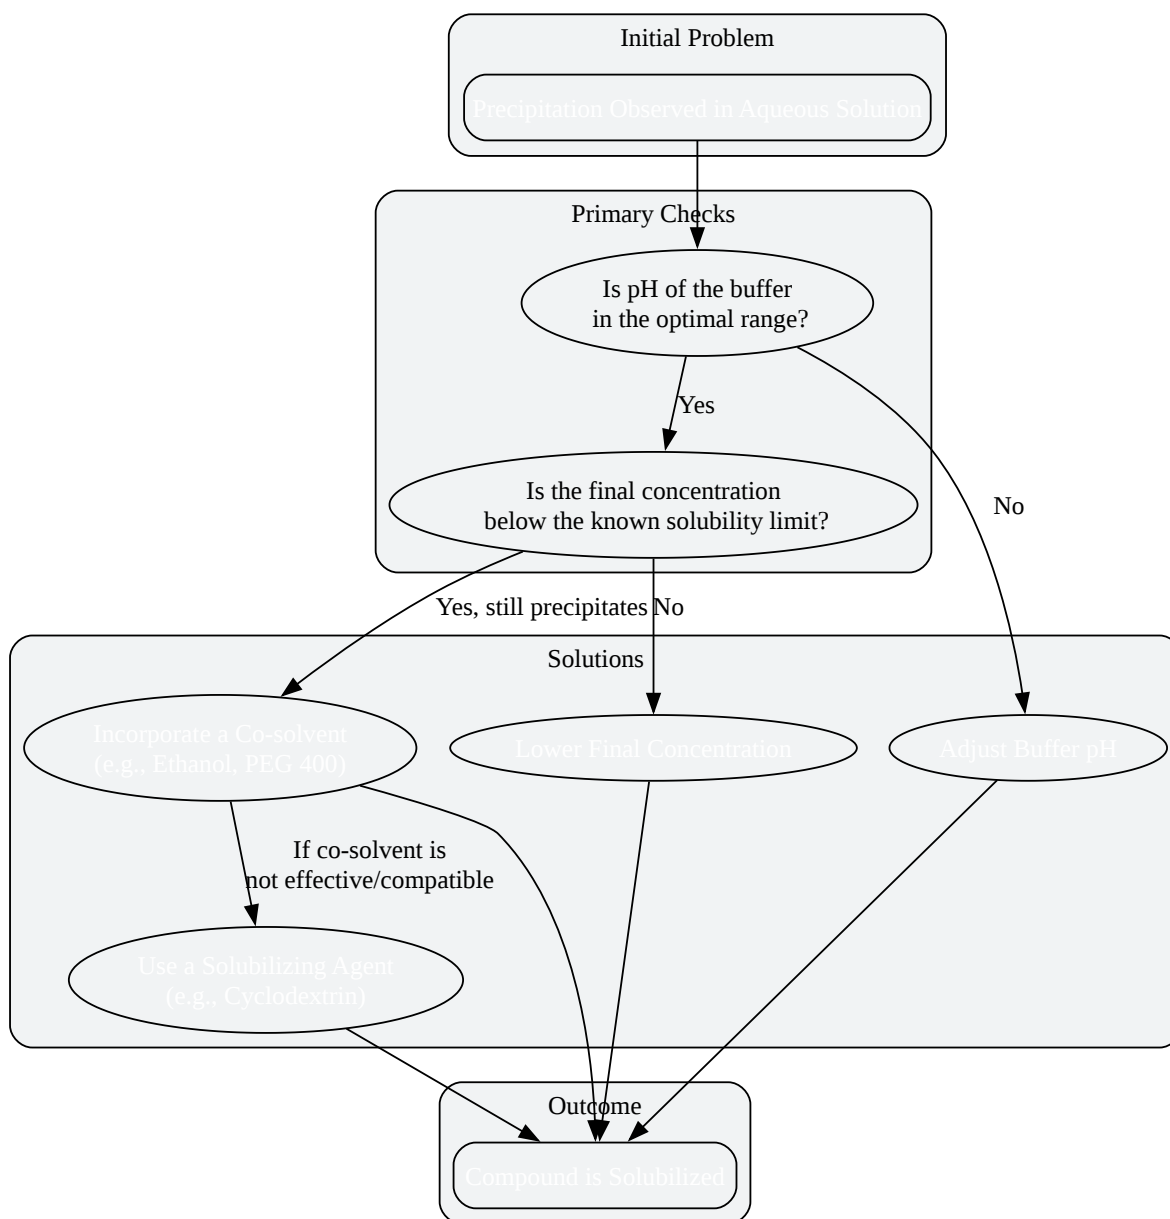 Initial Problem
Precipitation Observed in Aqueous Solution
Primary Checks
Is pH of the buffer
in the optimal range?
Yes
Is the final concentration
below the known solubility limit?
No
Yes, still precipitates
No
Solutions
Incorporate a Co-solvent
(e.g., Ethanol, PEG 400)
Lower Final Concentration
Adjust Buffer pH
If co-solvent is
not effective/compatible
Use a Solubilizing Agent
(e.g., Cyclodextrin)
Outcome
Compound is Solubilized